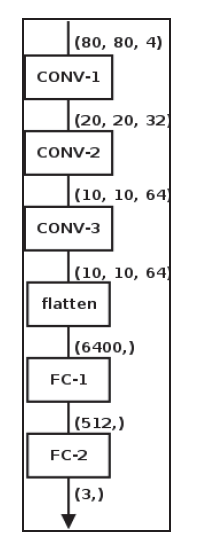 (80, 80, 4)
CONV-1
(20, 20, 32)
CONV-2
(10, 10, 64)
CONV-3
(10, 10, 64)
flatten
(6400,)
FC-1
(512,)
FC-2
(3,)